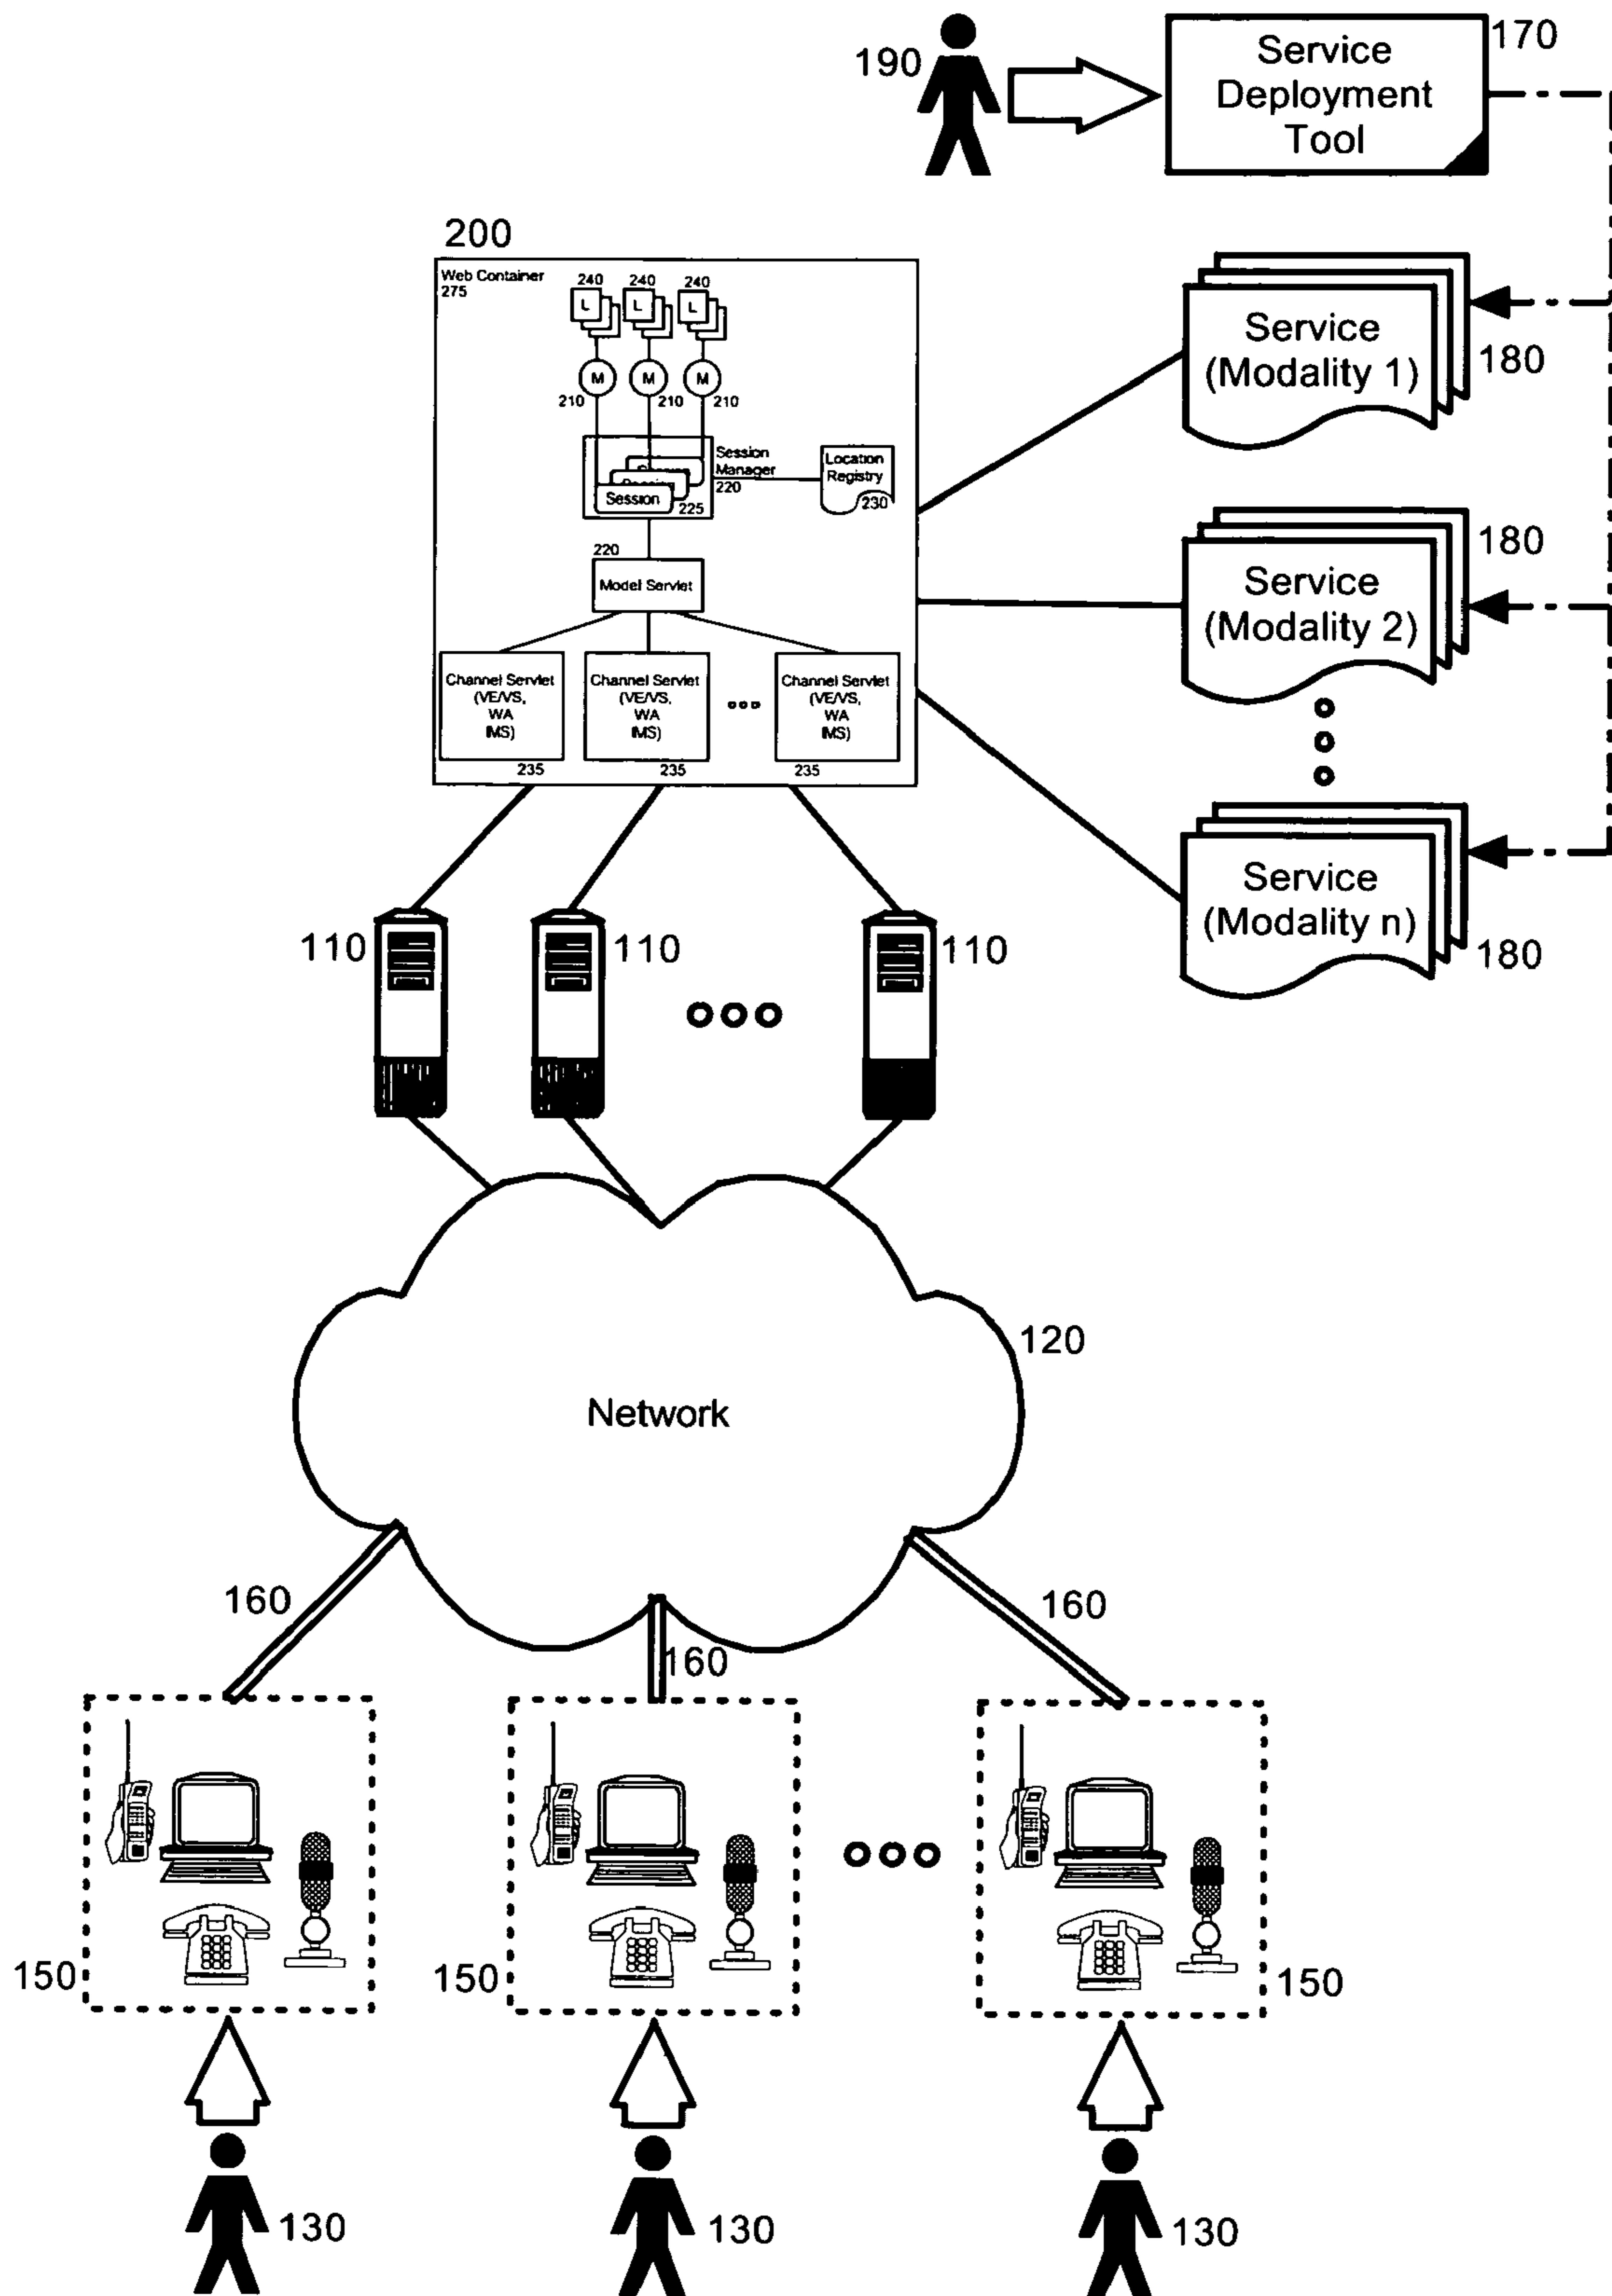 190
Service
Deployment
Tool
170
200
Web Container
275
240 240 240
L L L
M M M
210 210 210
Session
Manager
220
Session
225
Location
Registry
230
220
Model Servlet
Channel Servlet
(VE/VS,
WA
IMS)
235
Channel Servlet
(VE/VS,
WA
IMS)
235
Channel Servlet
(VE/VS,
WA
IMS)
235
Service
(Modality 1)
180
Service
(Modality 2)
180
Service
(Modality n)
180
110 110 110
120
Network
160 160 160
150 150 150
130 130 130